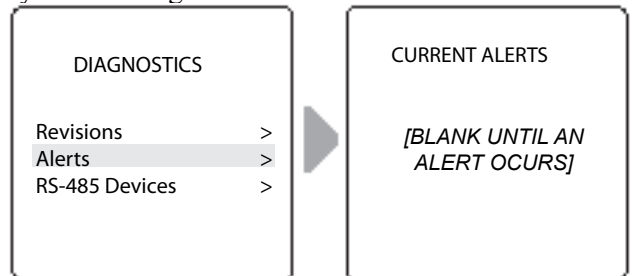 DIAGNOSTICS
Revisions >
Alerts >
RS-485 Devices >
CURRENT ALERTS
[BLANK UNTIL AN
ALERT OCURS]